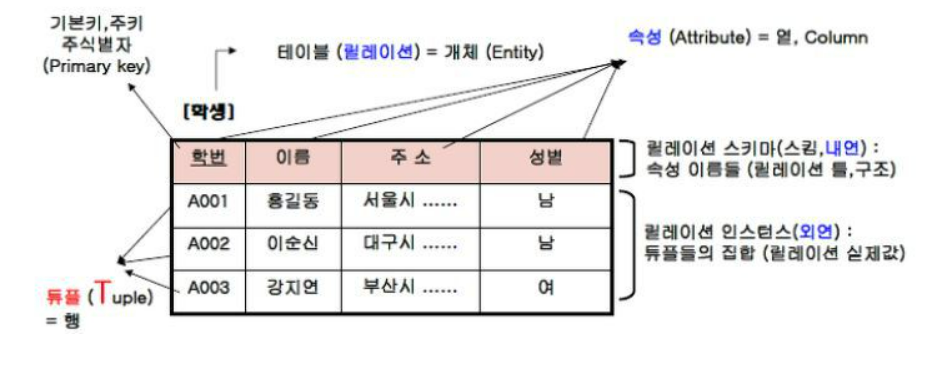 기본키,주키
주식별자
(Primary key)
테이블 (릴레이션) = 개체 (Entity)
속성 (Attribute) = 열, Column
[학생]
학번 이름 주 소 성별
릴레이션 스키마(스킴,내연) :
속성 이름들 (릴레이션 틀,구조)
A001 홍길동 서울시 …… 남
A002 이순신 대구시 …… 남
A003 강지연 부산시 …… 여
릴레이션 인스턴스(외연) :
튜플들의 집합 (릴레이션 실제값)
튜플 (Tuple)
= 행